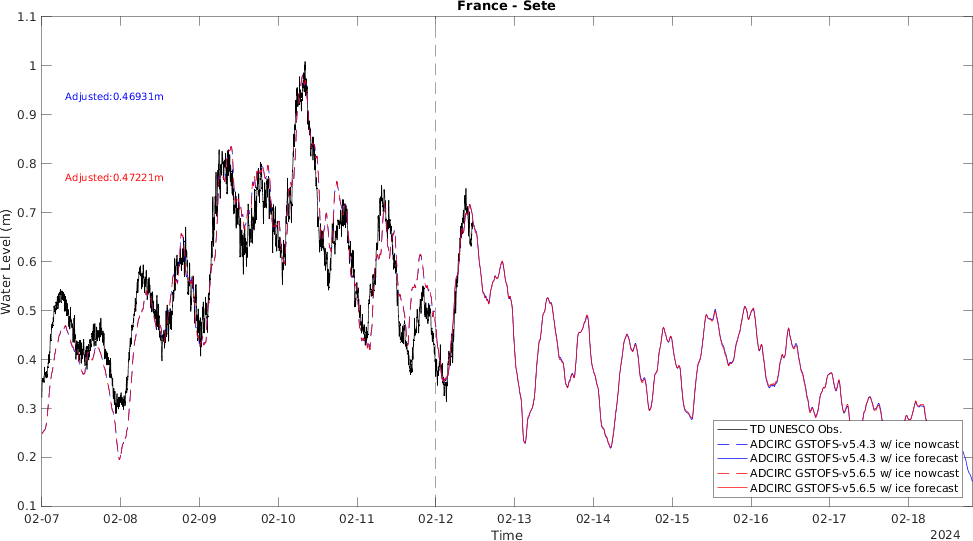 France - Sete
1.1
1
0.9
0.8
0.7
0.6
0.5
0.4
0.3
0.2
0.1
Water Level (m)
Adjusted:0.46931m
Adjusted:0.47221m
TD UNESCO Obs.
ADCIRC GSTOFS-v5.4.3 w/ ice nowcast
ADCIRC GSTOFS-v5.4.3 w/ ice forecast
ADCIRC GSTOFS-v5.6.5 w/ ice nowcast
ADCIRC GSTOFS-v5.6.5 w/ ice forecast
02-07 02-08 02-09 02-10 02-11 02-12 02-13 02-14 02-15 02-16 02-17 02-18
Time
2024